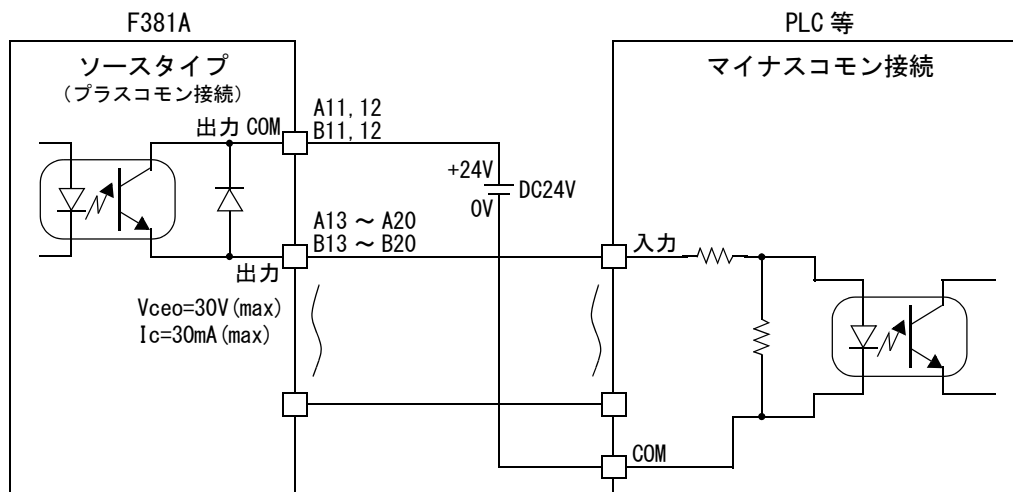 F381A
ソースタイプ
(プラスコモン接続)
出力 COM
A11, 12
B11, 12
+24V
0V
DC24V
A13 ～ A20
B13 ～ B20
出力
Vceo=30V(max)
Ic=30mA(max)
PLC 等
マイナスコモン接続
入力
COM